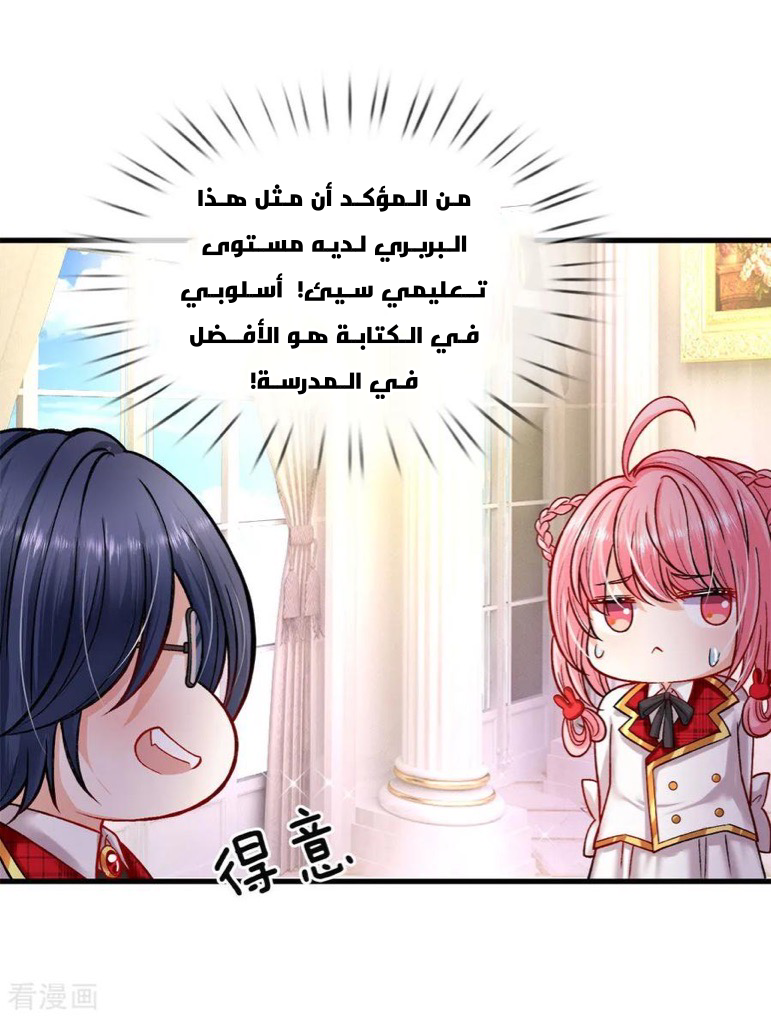 من المؤكد أن مثل هذا
البربري لديه مستوى
تعليمي سيئ! أسلوبي
في الكتابة هو الأفضل
في المدرسة!
得意
看漫画